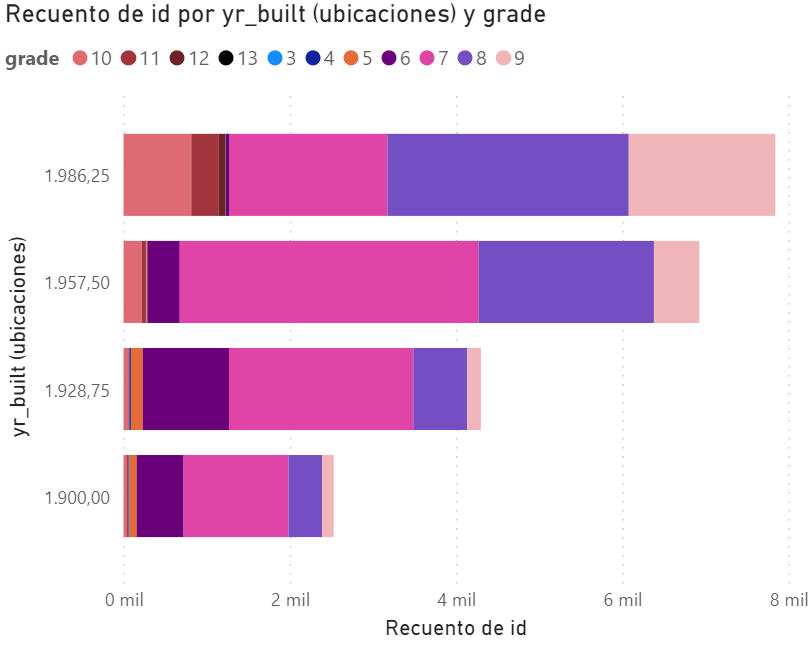 Recuento de id por yr_built (ubicaciones) y grade
grade 10 11 12 13 3 4 5 6 7 8 9
1.986,25
1.957,50
1.928,75
1.900,00
yr_built (ubicaciones)
0 mil 2 mil 4 mil 6 mil 8 mil
Recuento de id